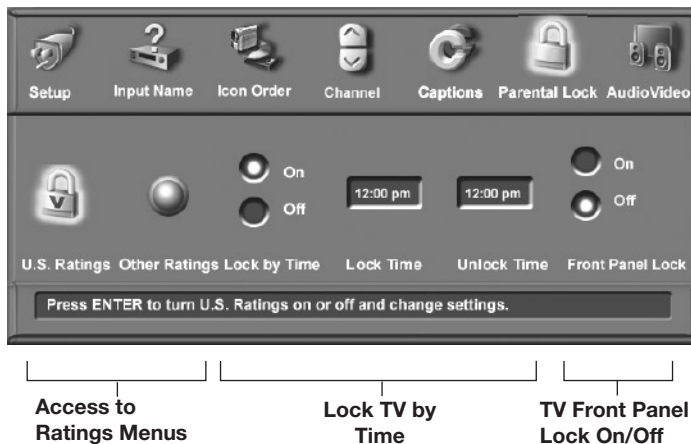 Setup Input Name Icon Order Channel Captions Parental Lock AudioVideo
On On
12:00 pm 12:00 pm
Off Off
V
U.S. Ratings Other Ratings Lock by Time Lock Time Unlock Time Front Panel Lock
Press ENTER to turn U.S. Ratings on or off and change settings.
Access to Lock TV by TV Front Panel
Ratings Menus Time Lock On/Off